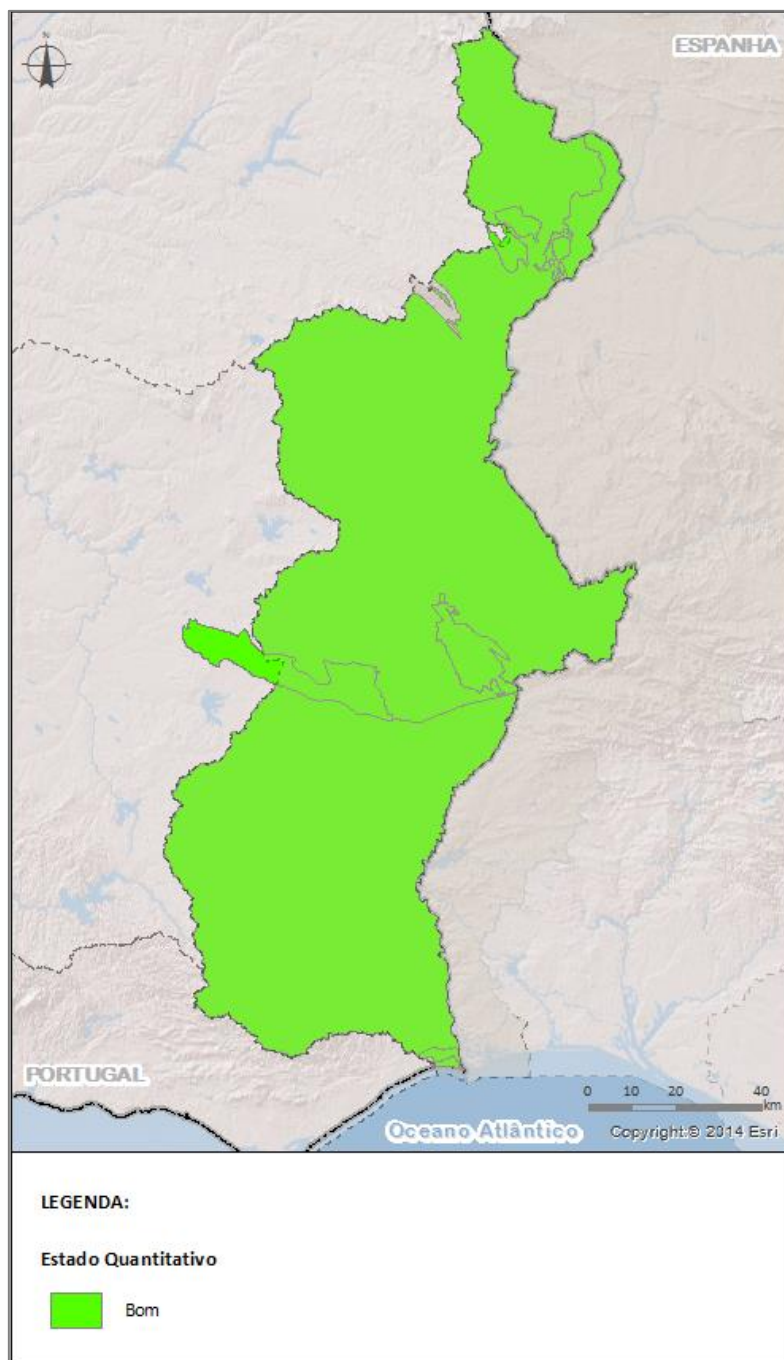 N
ESPANHA
PORTUGAL
0 10 20 40
km
Oceano Atlântico
Copyright:© 2014 Esri
LEGENDA:
Estado Quantitativo
Bom